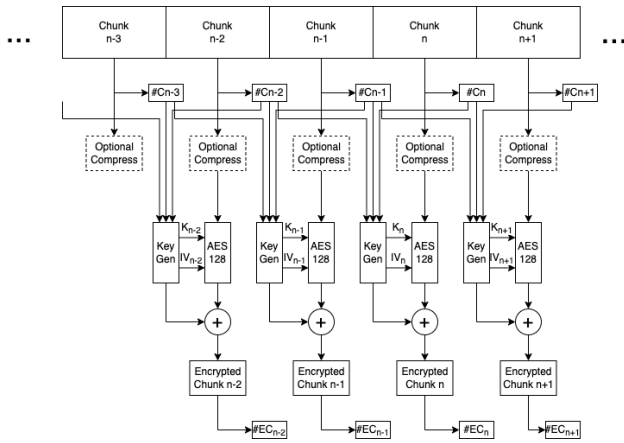 ... Chunk Chunk Chunk Chunk Chunk ...
n-3 n-2 n-1 n n+1
#Cn-3 #Cn-2 #Cn-1 #Cn #Cn+1
Optional Optional Optional Optional Optional
Compress Compress Compress Compress Compress
Kn-2 Kn-1 Kn Kn+1
Key AES Key AES Key AES Key AES
Gen 128 Gen 128 Gen 128 Gen 128
IVn-2 IVn-1 IVn IVn+1
+ + + +
Encrypted Encrypted Encrypted Encrypted
Chunk n-2 Chunk n-1 Chunk n Chunk n+1
#ECn-2 #ECn-1 #ECn #ECn+1